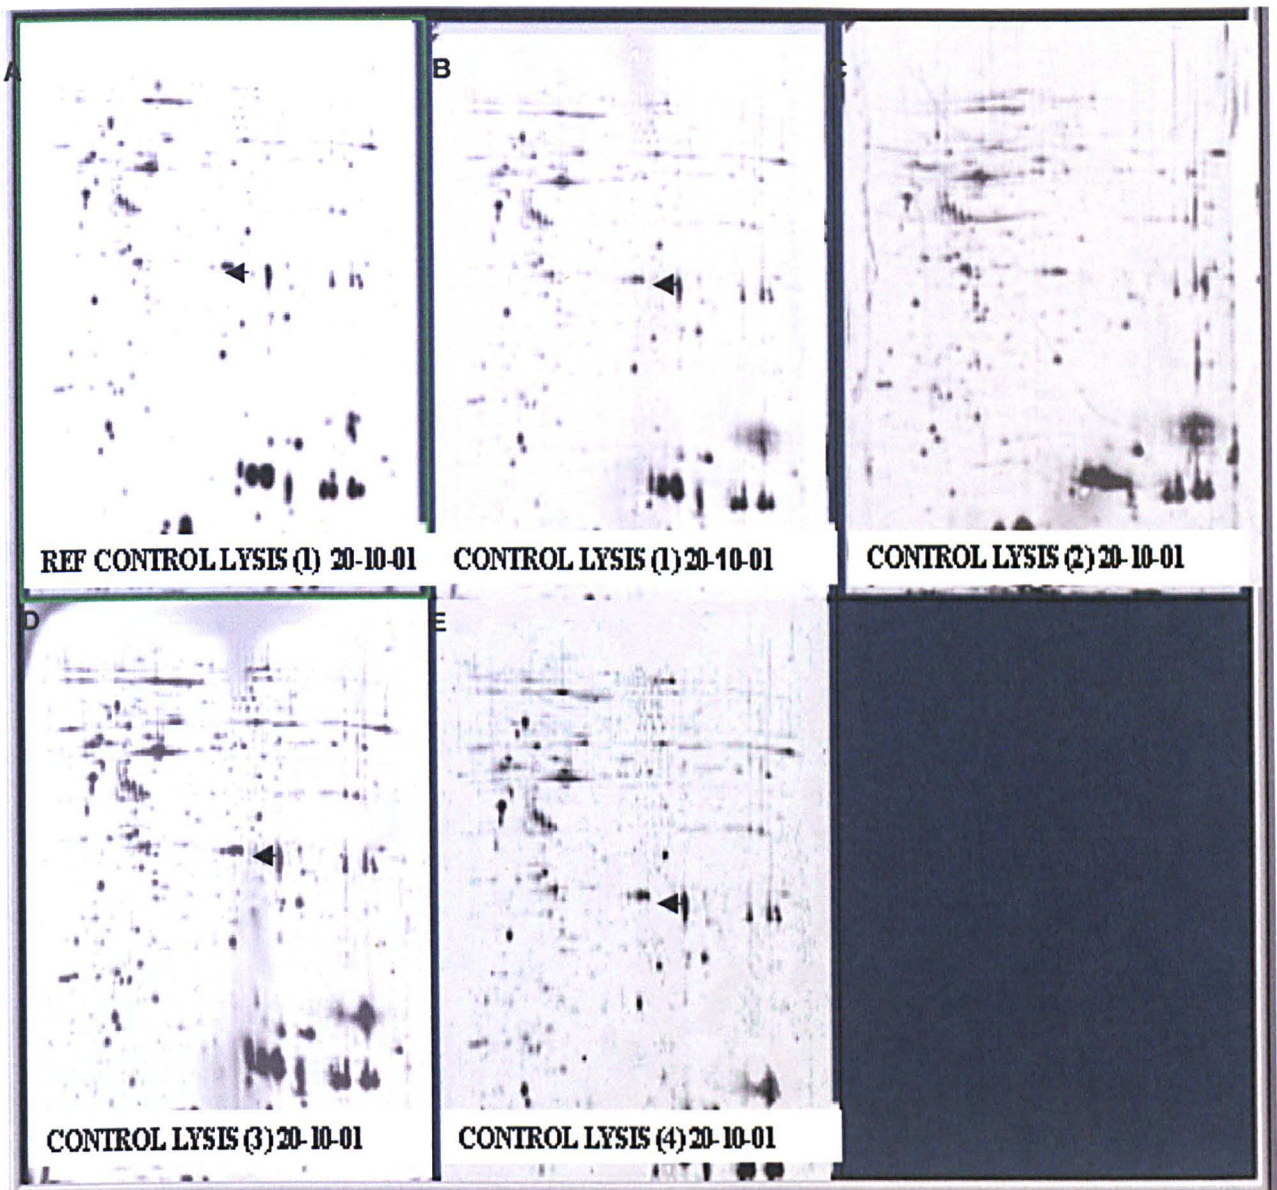 A
B
C
REF CONTROL LYSIS (1) 20-10-01
CONTROL LYSIS (1) 20-10-01
CONTROL LYSIS (2) 20-10-01
D
E
CONTROL LYSIS (3) 20-10-01
CONTROL LYSIS (4) 20-10-01